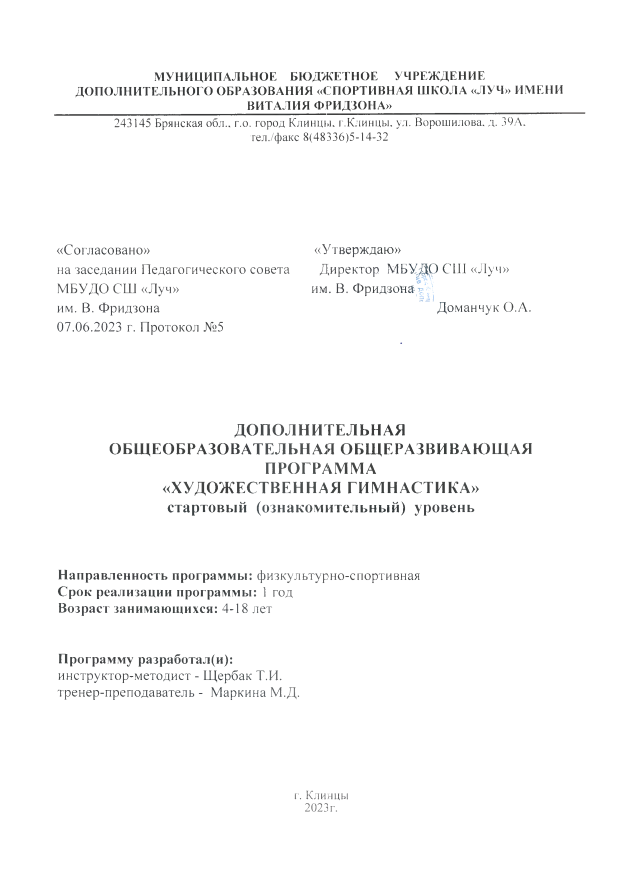 МУНИЦИПАЛЬНОЕ БЮДЖЕТНОЕ УЧРЕЖДЕНИЕ
ДОПОЛНИТЕЛЬНОГО ОБРАЗОВАНИЯ «СПОРТИВНАЯ ШКОЛА «ЛУЧ» ИМЕНИ
ВИТАЛИЯ ФРИДЗОНА»
243145 Брянская обл., г.о. город Клинцы, г.Клинцы, ул. Ворошилова, д. 39А,
тел./факс 8(48336)5-14-32
«Согласовано» «Утверждаю»
на заседании Педагогического совета Директор МБУДО СШ «Луч»
МБУДО СШ «Луч» им. В. Фридзона
им. В. Фридзона Доманчук О.А.
07.06.2023 г. Протокол №5
ДОПОЛНИТЕЛЬНАЯ
ОБЩЕОБРАЗОВАТЕЛЬНАЯ ОБЩЕРАЗВИВАЮЩАЯ
ПРОГРАММА
«ХУДОЖЕСТВЕННАЯ ГИМНАСТИКА»
стартовый (ознакомительный) уровень
Направленность программы: физкультурно-спортивная
Срок реализации программы: 1 год
Возраст занимающихся: 4-18 лет
Программу разработал(и):
инструктор-методист - Щербак Т.И.
тренер-преподаватель - Маркина М.Д.
г. Клинцы
2023г.